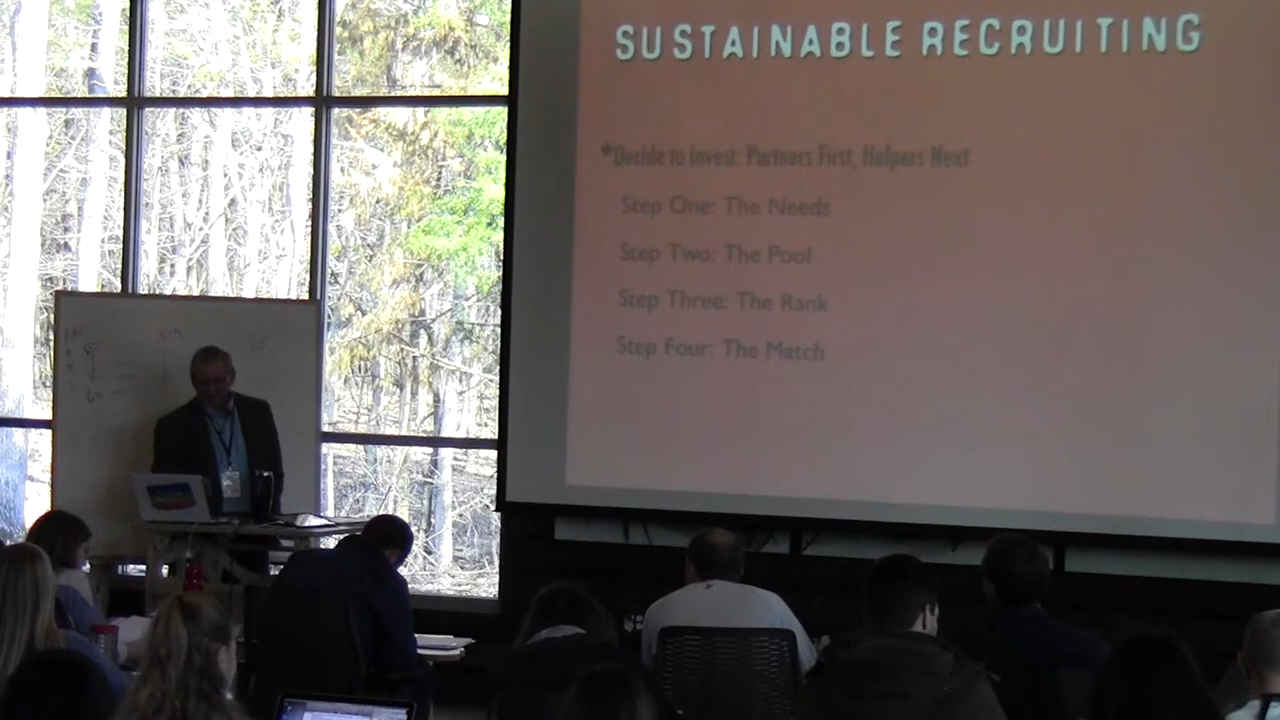 SUSTAINABLE RECRUITING
*Decide to Invest: Partners First, Helpers Next
Step One: The Needs
Step Two: The Pool
Step Three: The Rank
Step Four: The Match